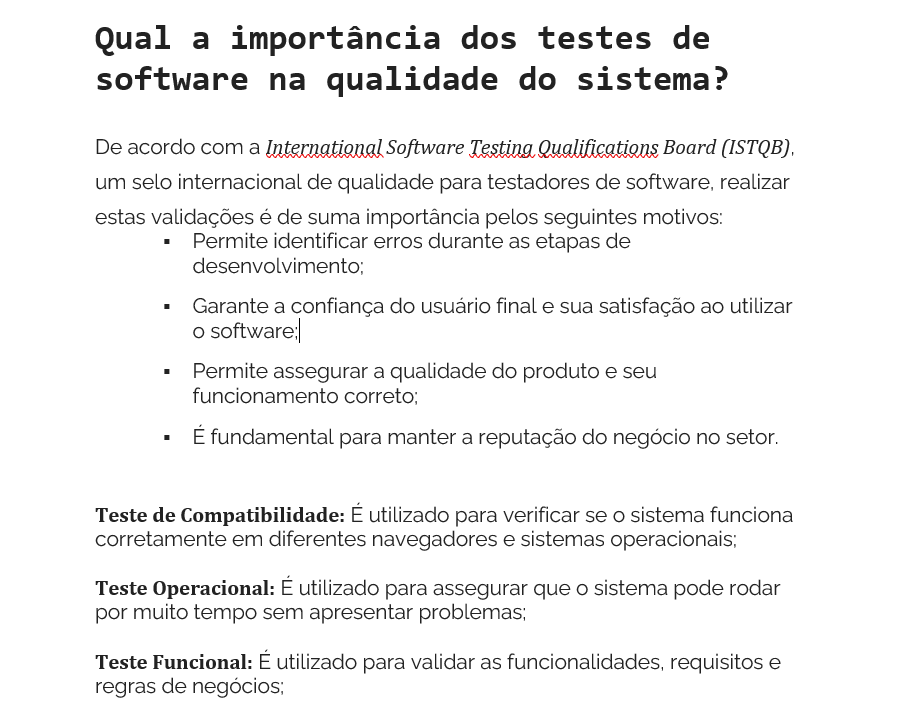 Qual a importância dos testes de
software na qualidade do sistema?
De acordo com a International Software Testing Qualifications Board (ISTQB),
um selo internacional de qualidade para testadores de software, realizar
estas validações é de suma importância pelos seguintes motivos:
▪ Permite identificar erros durante as etapas de
desenvolvimento;
▪ Garante a confiança do usuário final e sua satisfação ao utilizar
o software;
▪ Permite assegurar a qualidade do produto e seu
funcionamento correto;
▪ É fundamental para manter a reputação do negócio no setor.
Teste de Compatibilidade: É utilizado para verificar se o sistema funciona
corretamente em diferentes navegadores e sistemas operacionais;
Teste Operacional: É utilizado para assegurar que o sistema pode rodar
por muito tempo sem apresentar problemas;
Teste Funcional: É utilizado para validar as funcionalidades, requisitos e
regras de negócios;